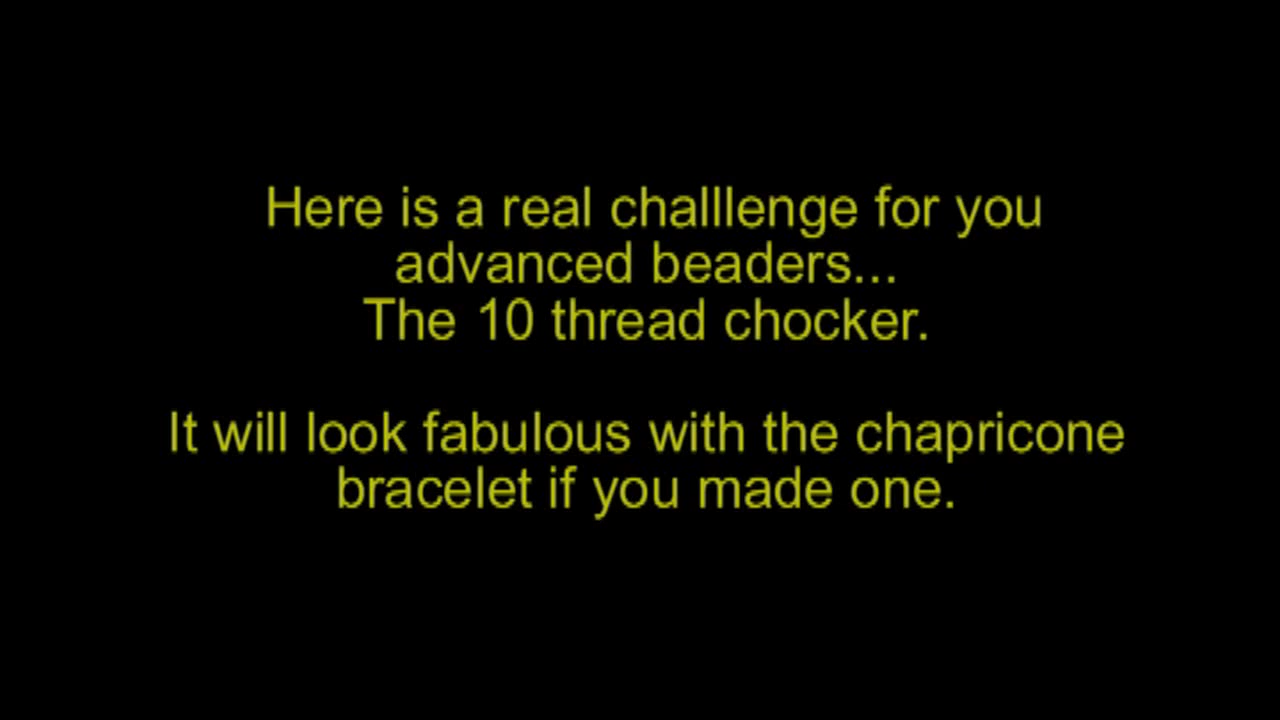 Here is a real challlenge for you
advanced beaders...
The 10 thread chocker.
It will look fabulous with the chapricone
bracelet if you made one.